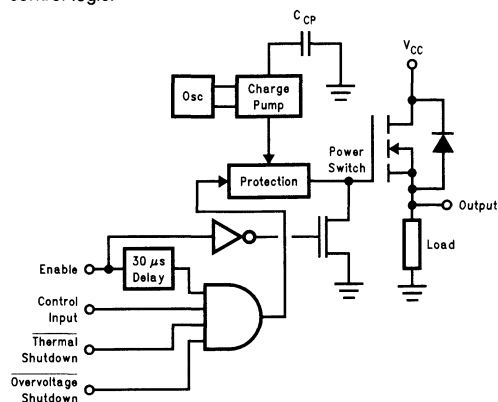 control logic.
C CP
V CC
Osc
Charge
Pump
Power
Switch
Protection
Output
Load
Enable
30 μs
Delay
Control
Input
Thermal
Shutdown
Overvoltage
Shutdown